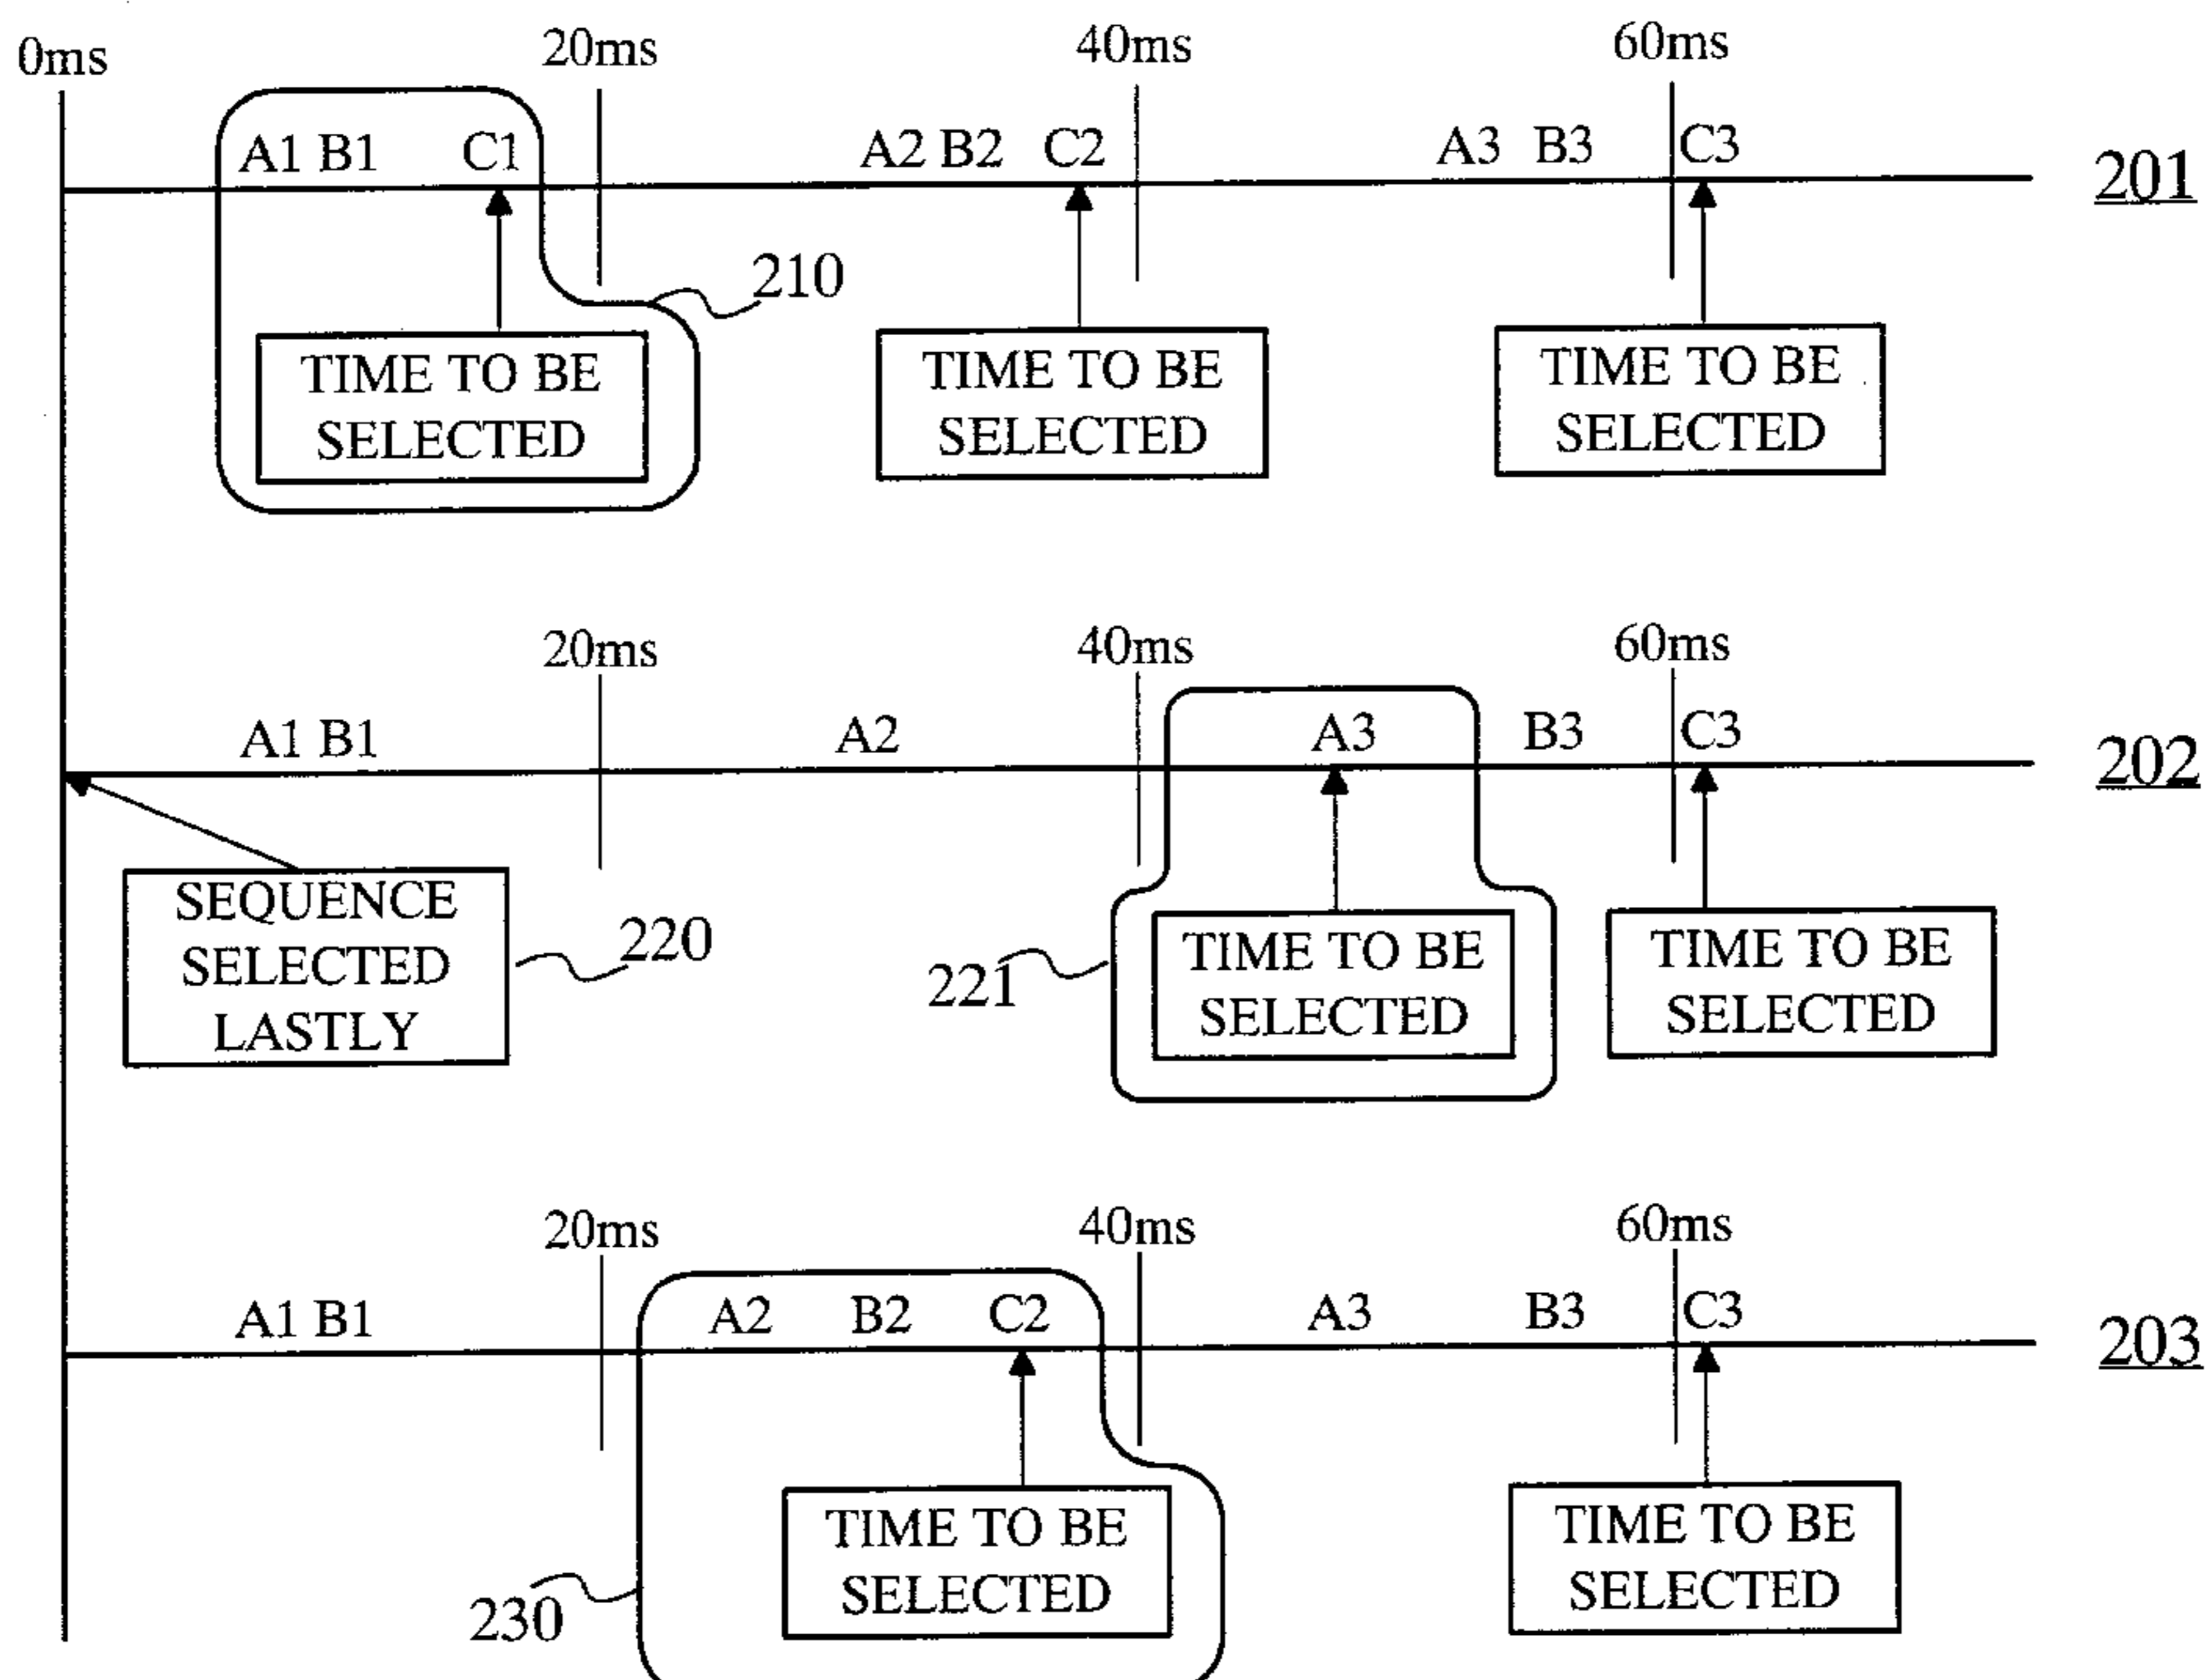 0ms 20ms 40ms 60ms
A1 B1 C1 A2 B2 C2 A3 B3 C3
201
210
TIME TO BE
SELECTED
TIME TO BE
SELECTED
TIME TO BE
SELECTED
20ms 40ms 60ms
A1 B1 A2 A3 B3 C3
202
SEQUENCE
SELECTED
LASTLY
220
221
TIME TO BE
SELECTED
TIME TO BE
SELECTED
20ms 40ms 60ms
A1 B1 A2 B2 C2 A3 B3 C3
203
230
TIME TO BE
SELECTED
TIME TO BE
SELECTED